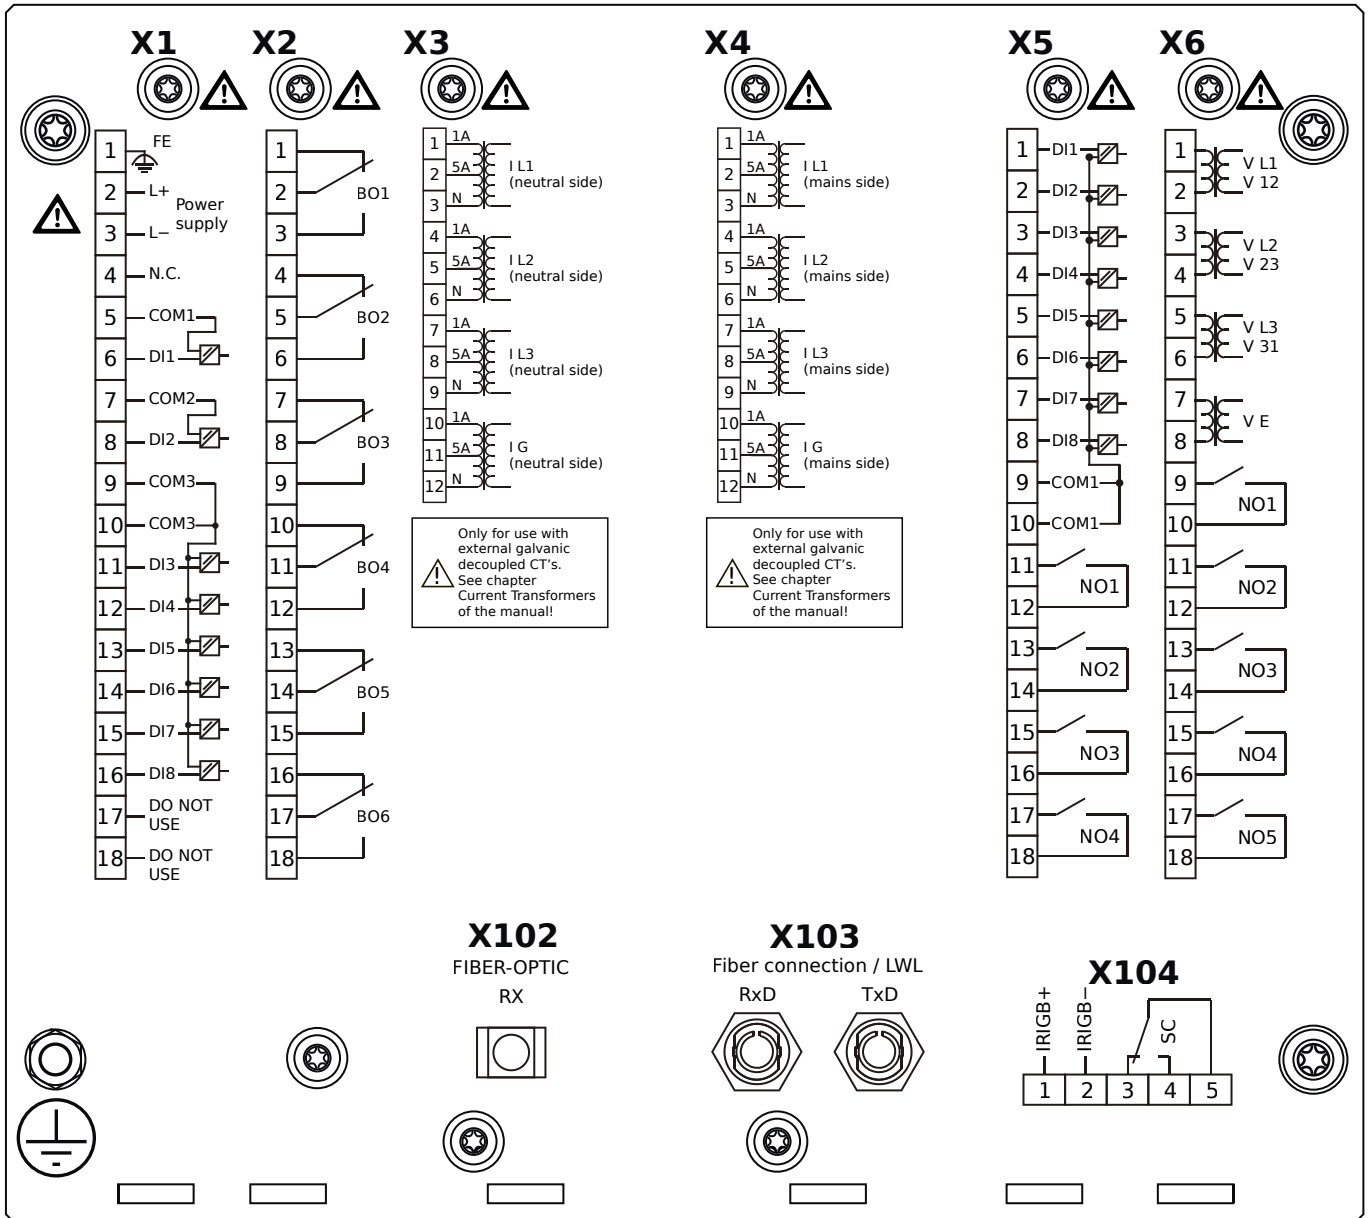 X1 X2 X3 X4 X5 X6
1 FE
2 L+
Power
supply
3 L−
4 N.C.
5 COM1
6 DI1
7 COM2
8 DI2
9 COM3
10 COM3
11 DI3
12 DI4
13 DI5
14 DI6
15 DI7
16 DI8
17 DO NOT
USE
18 DO NOT
USE
1
2 BO1
3
4
5 BO2
6
7
8 BO3
9
10
11 BO4
12
13
14 BO5
15
16
17 BO6
18
1 1A
2 5A
3 N
I L1
(neutral side)
4 1A
5 5A
6 N
I L2
(neutral side)
7 1A
8 5A
9 N
I L3
(neutral side)
10 1A
11 5A
12 N
I G
(neutral side)
Only for use with
external galvanic
decoupled CT’s.
See chapter
Current Transformers
of the manual!
1 1A
2 5A
3 N
I L1
(mains side)
4 1A
5 5A
6 N
I L2
(mains side)
7 1A
8 5A
9 N
I L3
(mains side)
10 1A
11 5A
12 N
I G
(mains side)
Only for use with
external galvanic
decoupled CT’s.
See chapter
Current Transformers
of the manual!
1 DI1
2 DI2
3 DI3
4 DI4
5 DI5
6 DI6
7 DI7
8 DI8
9 COM1
10 COM1
11
NO1
12
13
NO2
14
15
NO3
16
17
NO4
18
1
V L1
V 12
2
3
V L2
V 23
4
5
V L3
V 31
6
7
V E
8
9
NO1
10
11
NO2
12
13
NO3
14
15
NO4
16
17
NO5
18
X102
FIBER-OPTIC
RX
X103
Fiber connection / LWL
RxD TxD
X104
IRIGB+
IRIGB−
SC
1 2 3 4 5